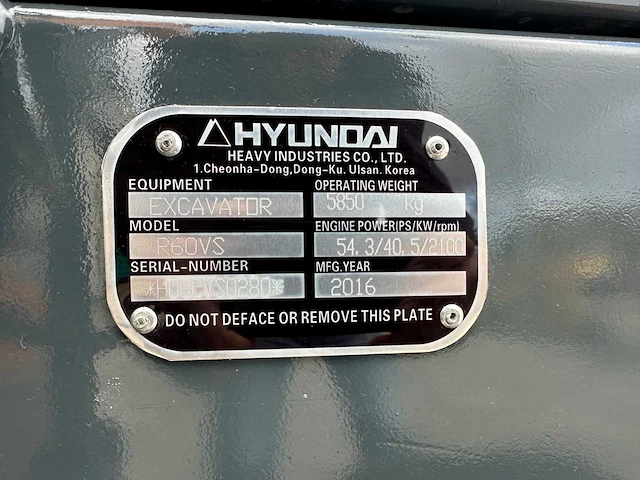 HYUNDAI
HEAVY INDUSTRIES CO., LTD.
1.Cheonha-Dong,Dong-Ku. Ulsan. Korea
EQUIPMENT
EXCAVATOR
OPERATING WEIGHT
5850 kg
MODEL
R60VS
ENGINE POWER(PS/KW/rpm)
54.3/40.5/2100
SERIAL-NUMBER
MFG.YEAR
2016
DO NOT DEFACE OR REMOVE THIS PLATE